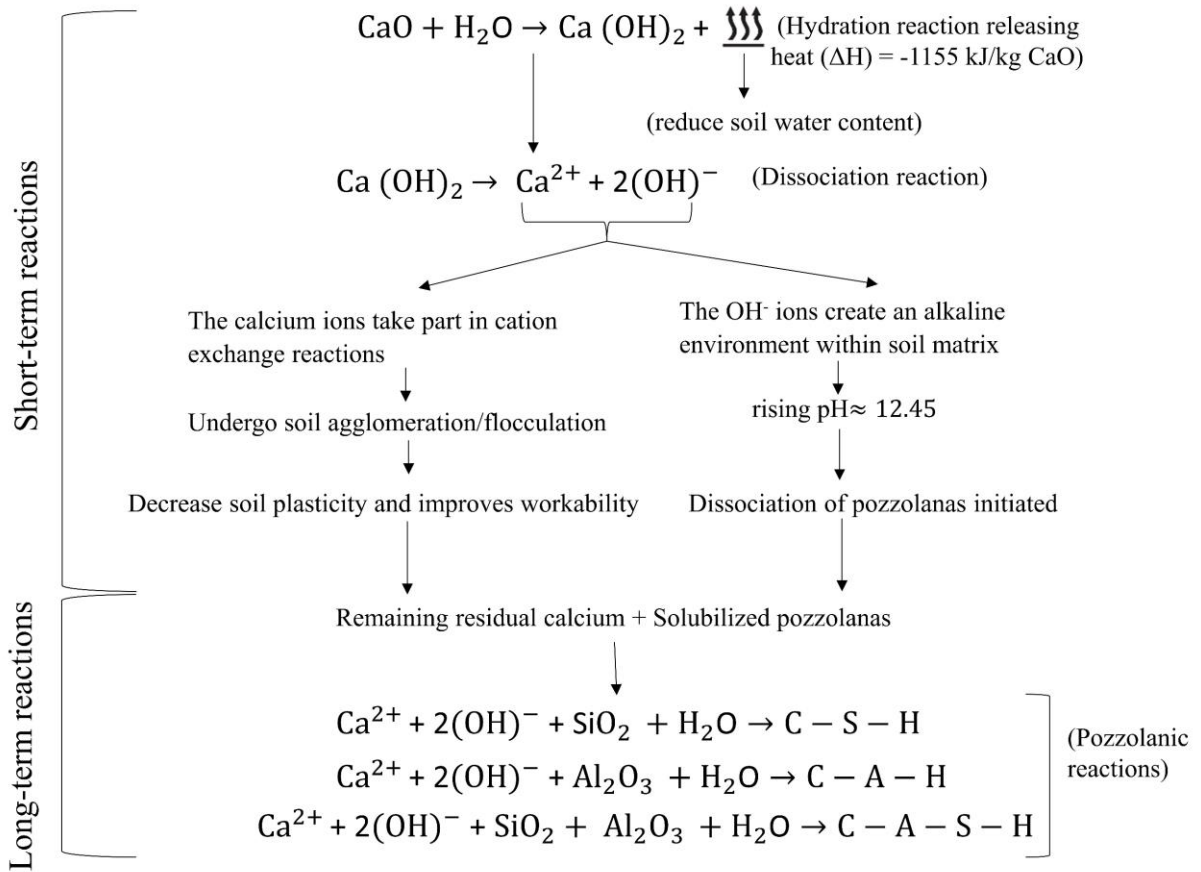 CaO + H₂O → Ca (OH)₂ + (Hydration reaction releasing
heat (ΔH) = -1155 kJ/kg CaO)
(reduce soil water content)
Ca (OH)₂ → Ca²⁺ + 2(OH)⁻ (Dissociation reaction)
Short-term reactions
The calcium ions take part in cation
exchange reactions
The OH⁻ ions create an alkaline
environment within soil matrix
Undergo soil agglomeration/flocculation
rising pH≈ 12.45
Decrease soil plasticity and improves workability
Dissociation of pozzolanas initiated
Long-term reactions
Remaining residual calcium + Solubilized pozzolanas
Ca²⁺ + 2(OH)⁻ + SiO₂ + H₂O → C − S − H
Ca²⁺ + 2(OH)⁻ + Al₂O₃ + H₂O → C − A − H
Ca²⁺ + 2(OH)⁻ + SiO₂ + Al₂O₃ + H₂O → C − A − S − H
(Pozzolanic
reactions)